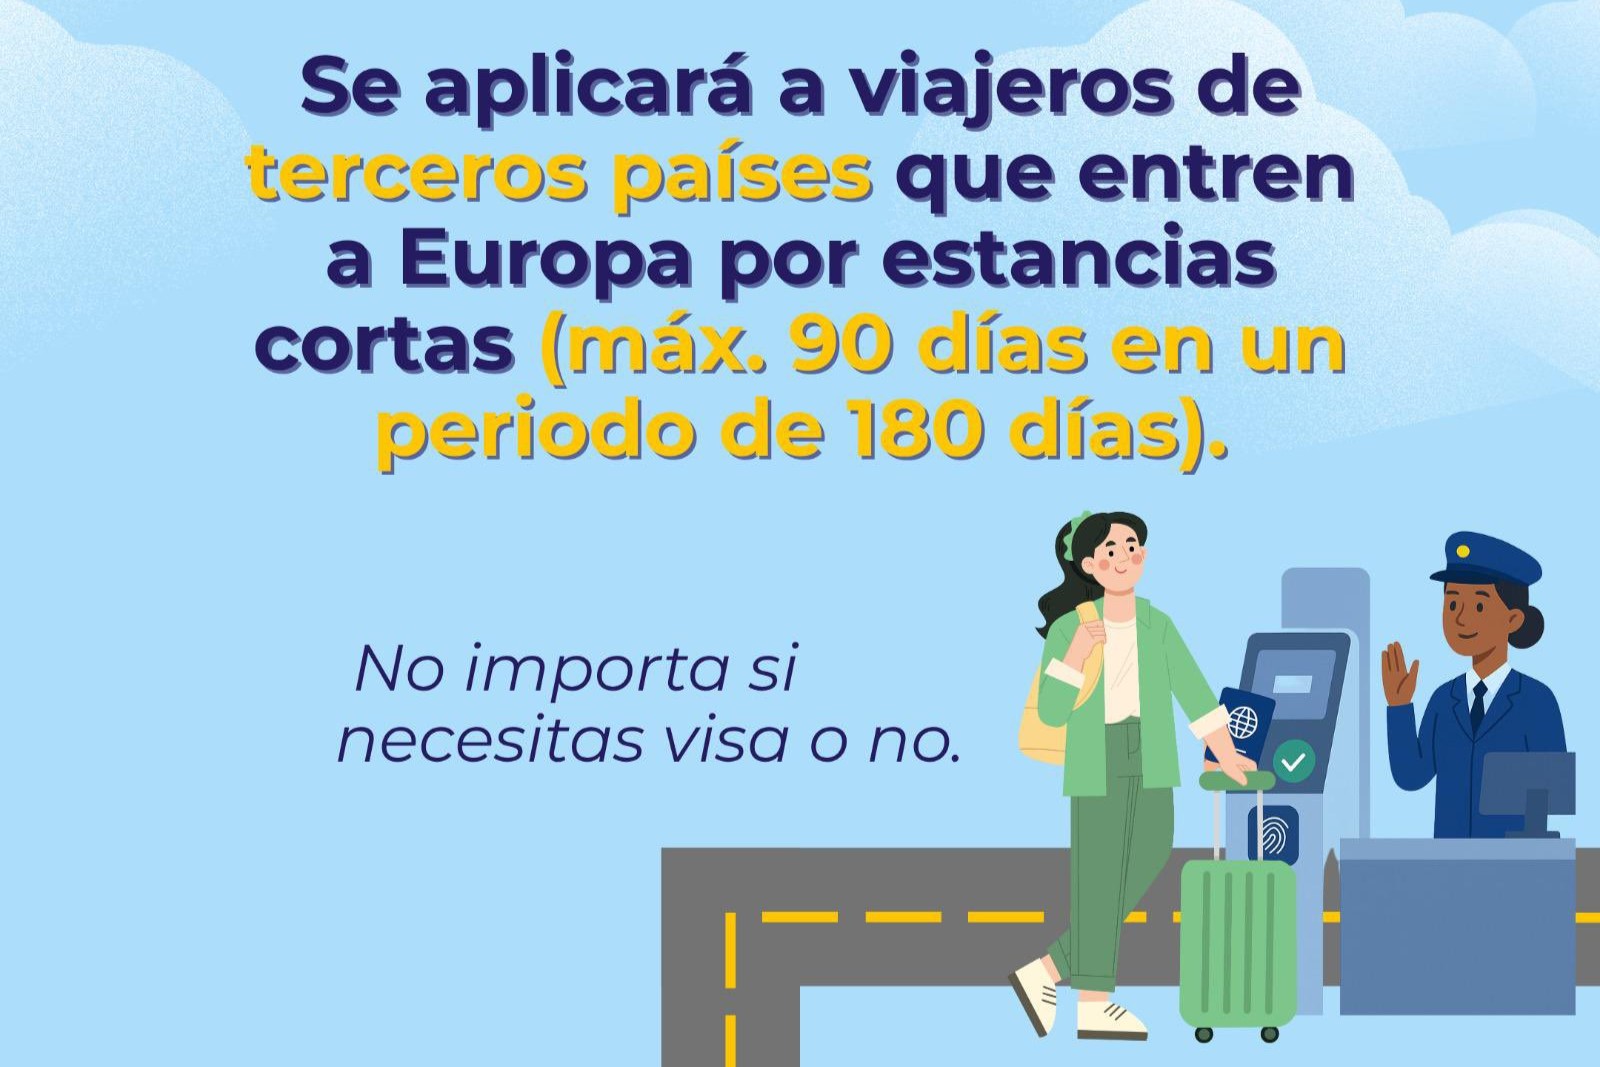 Se aplicará a viajeros de
terceros países que entren
a Europa por estancias
cortas (máx. 90 días en un
periodo de 180 días).
No importa si
necesitas visa o no.